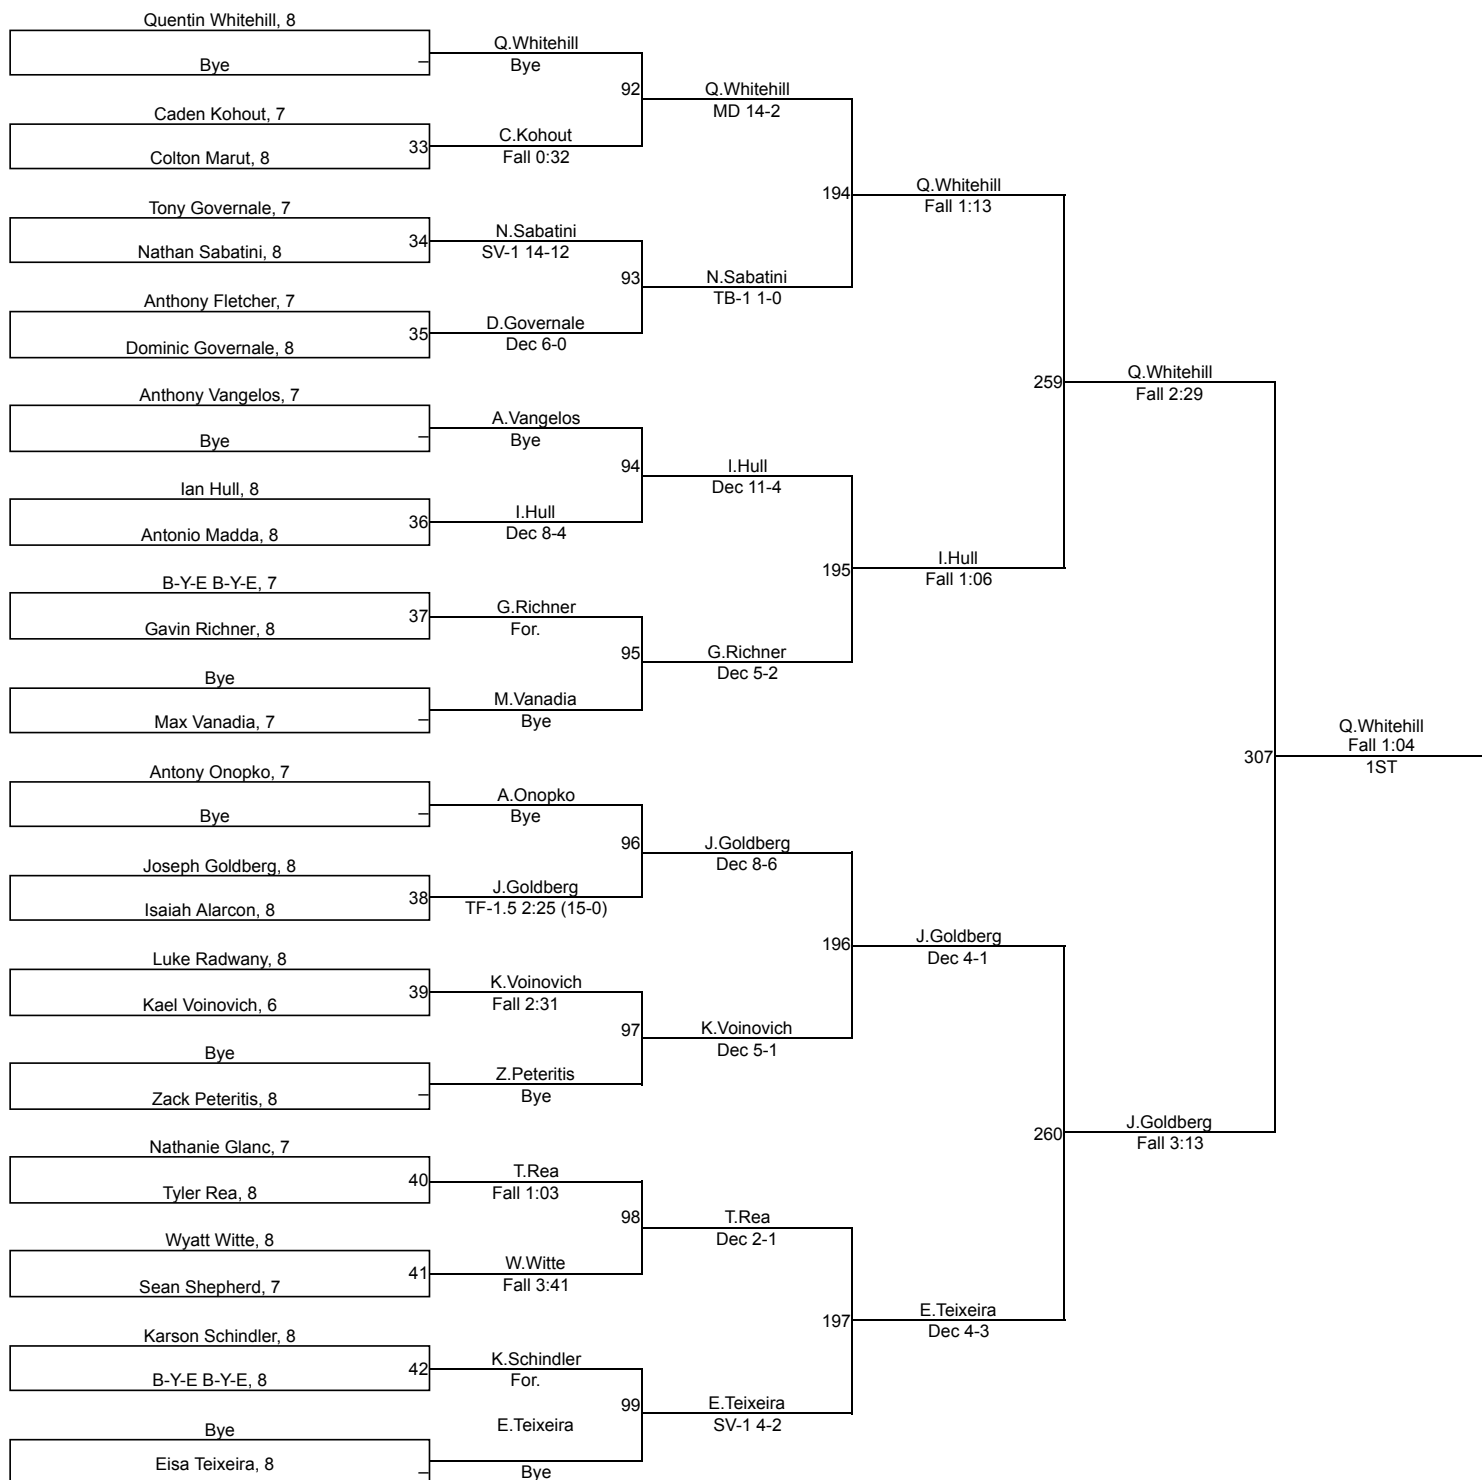 Quentin Whitehill, 8
Bye
Caden Kohout, 7
33
Colton Marut, 8
Tony Governale, 7
34
Nathan Sabatini, 8
Anthony Fletcher, 7
35
Dominic Governale, 8
Anthony Vangelos, 7
Bye
Ian Hull, 8
36
Antonio Madda, 8
B-Y-E B-Y-E, 7
37
Gavin Richner, 8
Bye
Max Vanadia, 7
Antony Onopko, 7
Bye
Joseph Goldberg, 8
38
Isaiah Alarcon, 8
Luke Radwany, 8
39
Kael Voinovich, 6
Bye
Zack Peteritis, 8
Nathanie Glanc, 7
40
Tyler Rea, 8
Wyatt Witte, 8
41
Sean Shepherd, 7
Karson Schindler, 8
42
B-Y-E B-Y-E, 8
Bye
Eisa Teixeira, 8
Q.Whitehill
Bye
92
C.Kohout
Fall 0:32
N.Sabatini
SV-1 14-12
93
D.Governale
Dec 6-0
A.Vangelos
Bye
94
I.Hull
Dec 8-4
G.Richner
For.
95
M.Vanadia
Bye
A.Onopko
Bye
96
J.Goldberg
TF-1.5 2:25 (15-0)
K.Voinovich
Fall 2:31
97
Z.Peteritis
Bye
T.Rea
Fall 1:03
98
W.Witte
Fall 3:41
K.Schindler
For.
99
E.Teixeira
Bye
Q.Whitehill
MD 14-2
194
N.Sabatini
TB-1 1-0
I.Hull
Dec 11-4
195
G.Richner
Dec 5-2
J.Goldberg
Dec 8-6
196
K.Voinovich
Dec 5-1
T.Rea
Dec 2-1
197
E.Teixeira
SV-1 4-2
Q.Whitehill
Fall 1:13
259
I.Hull
Fall 1:06
J.Goldberg
Dec 4-1
260
E.Teixeira
Dec 4-3
Q.Whitehill
Fall 2:29
307
J.Goldberg
Fall 3:13
Q.Whitehill
Fall 1:04
1ST